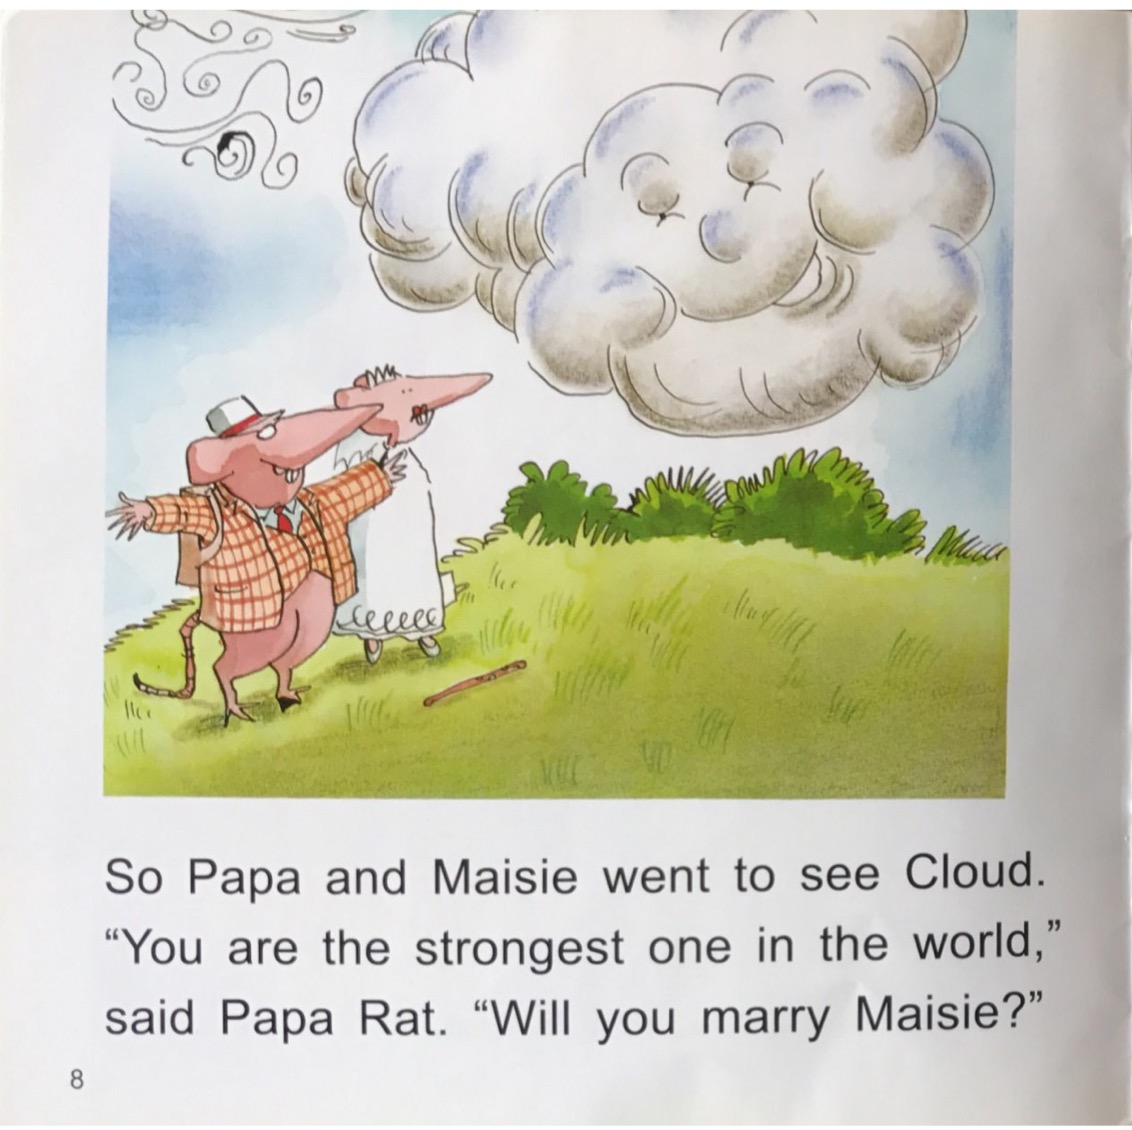 So Papa and Maisie went to see Cloud.
“You are the strongest one in the world,”
said Papa Rat. “Will you marry Maisie?”
8